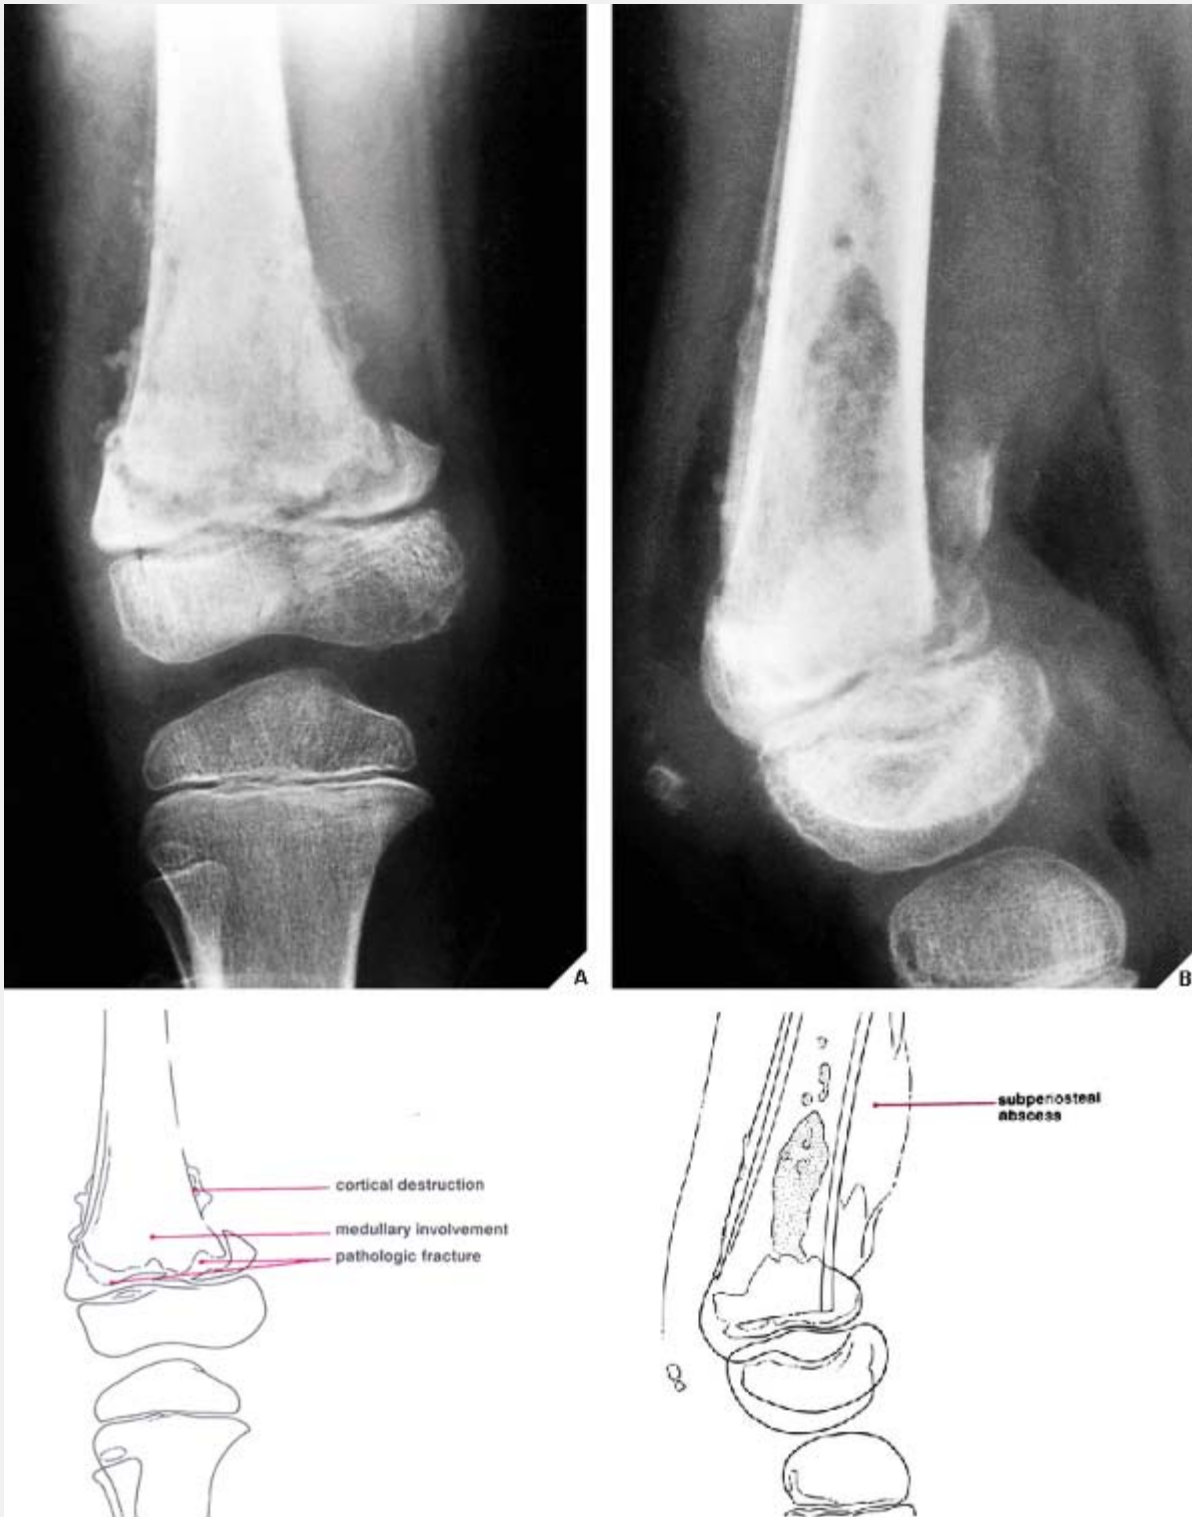 A
B
subperiosteal
abscess
cortical destruction
medullary involvement
pathologic fracture